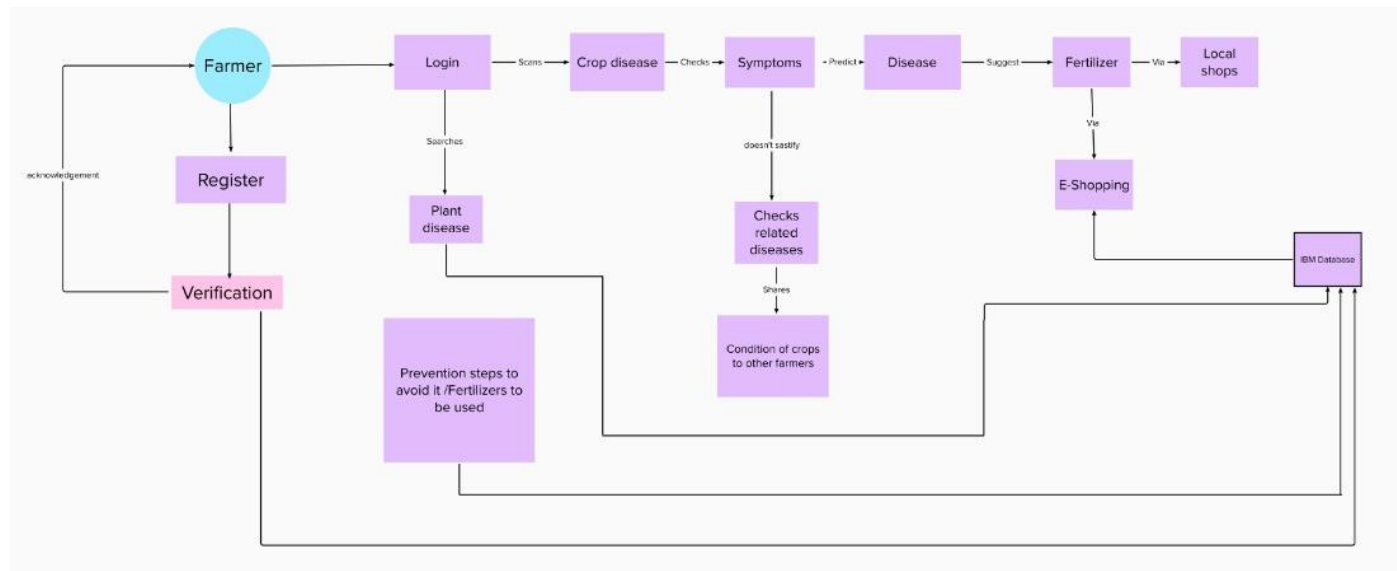 Farmer
Login
Scans
Crop disease
Checks
Symptoms
Predict
Disease
Suggest
Fertilizer
Via
Local
shops
acknowledgement
Register
Searches
doesn't sastify
Via
E-Shopping
Plant
disease
Checks
related
diseases
IBM Database
Verification
Shares
Prevention steps to
avoid it /Fertilizers to
be used
Condition of crops
to other farmers